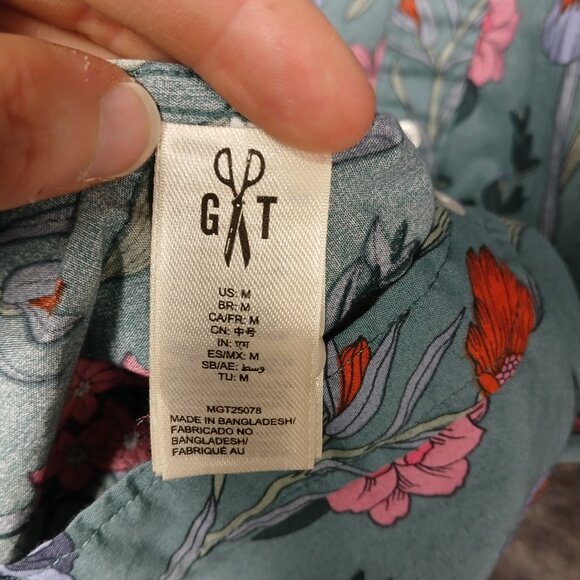 G T
US: M
BR: M
CA/FR: M
CN: 中号
IN: एम
ES/MX: M
SB/AE: وسط
TU: M
MGT25078
MADE IN BANGLADESH/
FABRICADO NO
BANGLADESH/
FABRIQUÉ AU